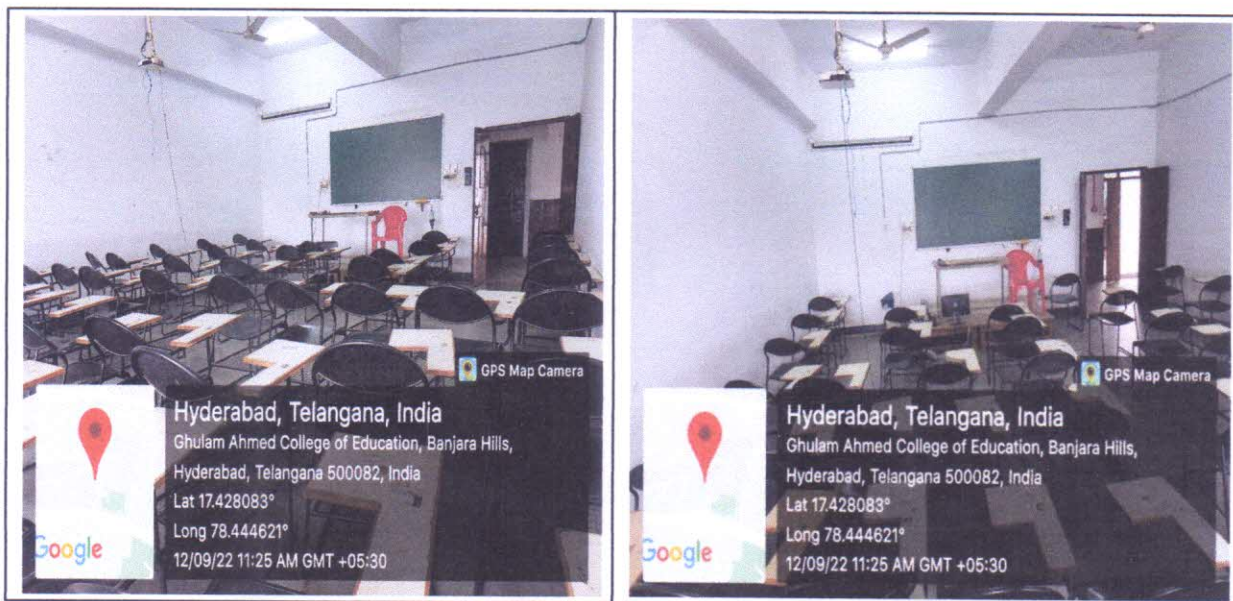 GPS Map Camera
Hyderabad, Telangana, India
Ghulam Ahmed College of Education, Banjara Hills,
Hyderabad, Telangana 500082, India
Lat 17.428083°
Long 78.444621°
12/09/22 11:25 AM GMT +05:30
Google
GPS Map Camera
Hyderabad, Telangana, India
Ghulam Ahmed College of Education, Banjara Hills,
Hyderabad, Telangana 500082, India
Lat 17.428083°
Long 78.444621°
12/09/22 11:25 AM GMT +05:30
Google